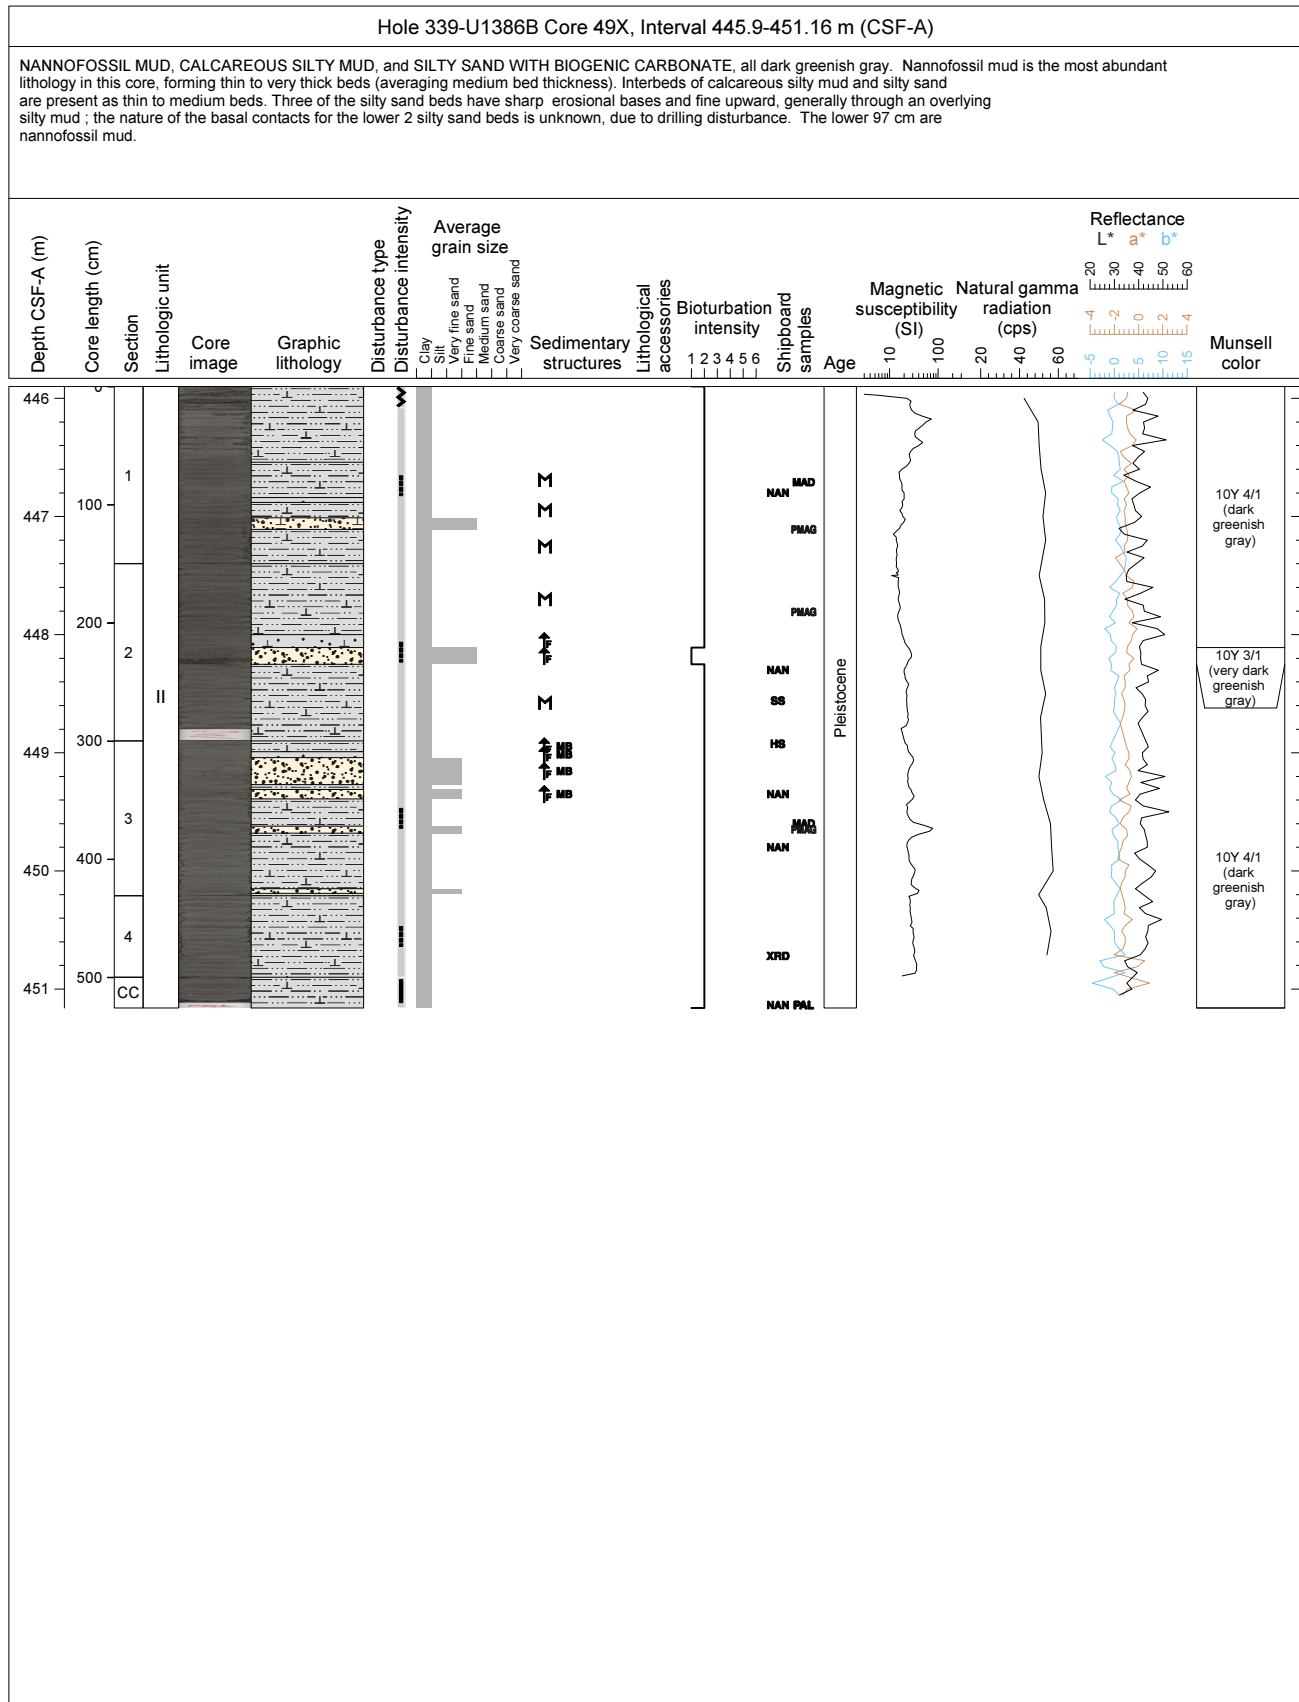 Hole 339-U1386B Core 49X, Interval 445.9-451.16 m (CSF-A)
NANNOFOSSIL MUD, CALCAREOUS SILTY MUD, and SILTY SAND WITH BIOGENIC CARBONATE, all dark greenish gray. Nannofossil mud is the most abundant
lithology in this core, forming thin to very thick beds (averaging medium bed thickness). Interbeds of calcareous silty mud and silty sand
are present as thin to medium beds. Three of the silty sand beds have sharp erosional bases and fine upward, generally through an overlying
silty mud ; the nature of the basal contacts for the lower 2 silty sand beds is unknown, due to drilling disturbance. The lower 97 cm are
nannofossil mud.
Depth CSF-A (m)
Core length (cm)
Section
Lithologic unit
Core
image
Graphic
lithology
Disturbance type
Disturbance intensity
Average
grain size
Clay
Silt
Very fine sand
Fine sand
Medium sand
Coarse sand
Very coarse sand
Sedimentary
structures
Lithological
accessories
Bioturbation
intensity
1 2 3 4 5 6
Shipboard
samples
Age
Magnetic
susceptibility
(SI)
10 100
Natural gamma
radiation
(cps)
20 40 60
Reflectance
L* a* b*
20 30 40 50 60
-4 -2 0 2 4
-5 0 5 10 15
Munsell
color
446
447
448
449
450
451
0
100
200
300
400
500
1
2
3
4
CC
II
M
M
M
M
F
F
M
F MB
F MB
F MB
F MB
MAD
NAN
PMAG
PMAG
NAN
SS
HS
NAN
MAD
PMAG
NAN
XRD
NAN PAL
Pleistocene
10Y 4/1
(dark
greenish
gray)
10Y 3/1
(very dark
greenish
gray)
10Y 4/1
(dark
greenish
gray)